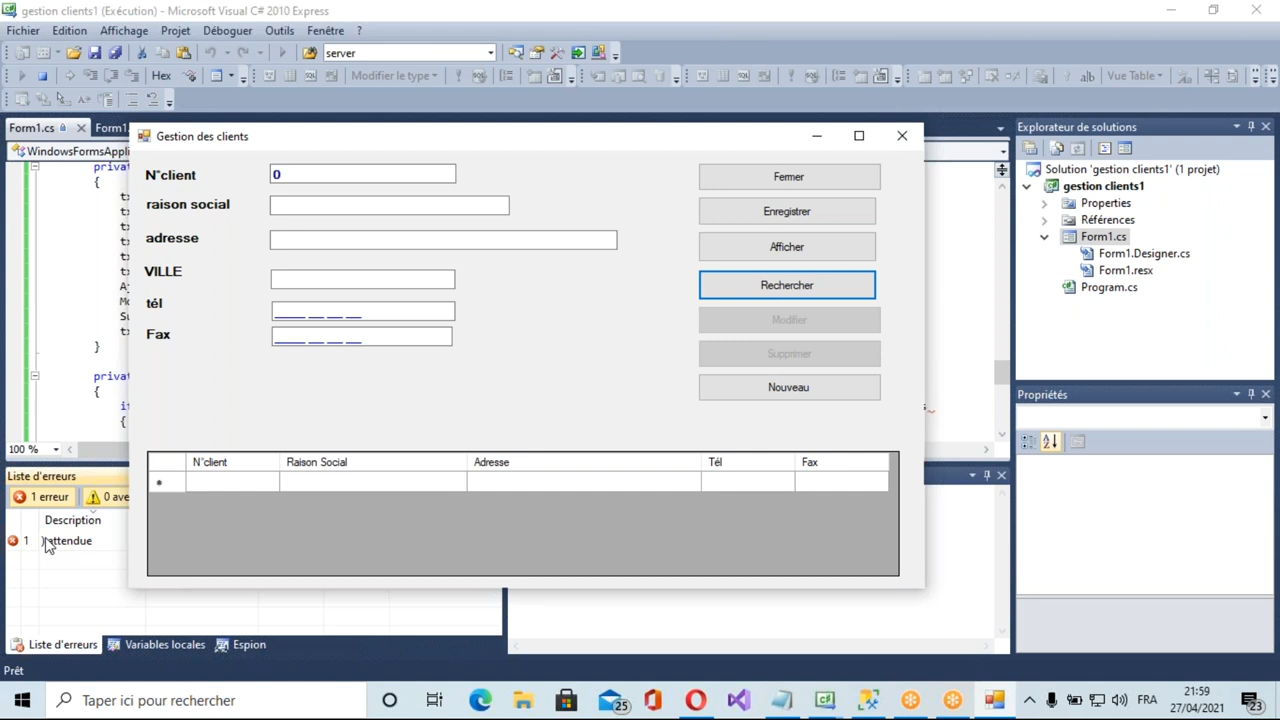 gestion clients1 (Exécution) - Microsoft Visual C# 2010 Express
Fichier Edition Affichage Projet Déboguer Outils Fenêtre ?
server
Hex Modifier le type Vue Table
Form1.cs Form1.
Explorateur de solutions
WindowsFormsAppli
Gestion des clients
Solution 'gestion clients1' (1 projet)
gestion clients1
Properties
Références
Form1.cs
Form1.Designer.cs
Form1.resx
Program.cs
N°client 0 Fermer
raison social Enregistrer
adresse Afficher
VILLE Rechercher
tél Modifier
Fax Supprimer
Nouveau
{
}
{
{
Propriétés
100 %
N°client Raison Social Adresse Tél Fax
*
Liste d'erreurs
1 erreur 0 ave
Description
1 } attendue
Liste d'erreurs Variables locales Espion
Prêt
Taper ici pour rechercher
25
FRA
21:59
27/04/2021
23